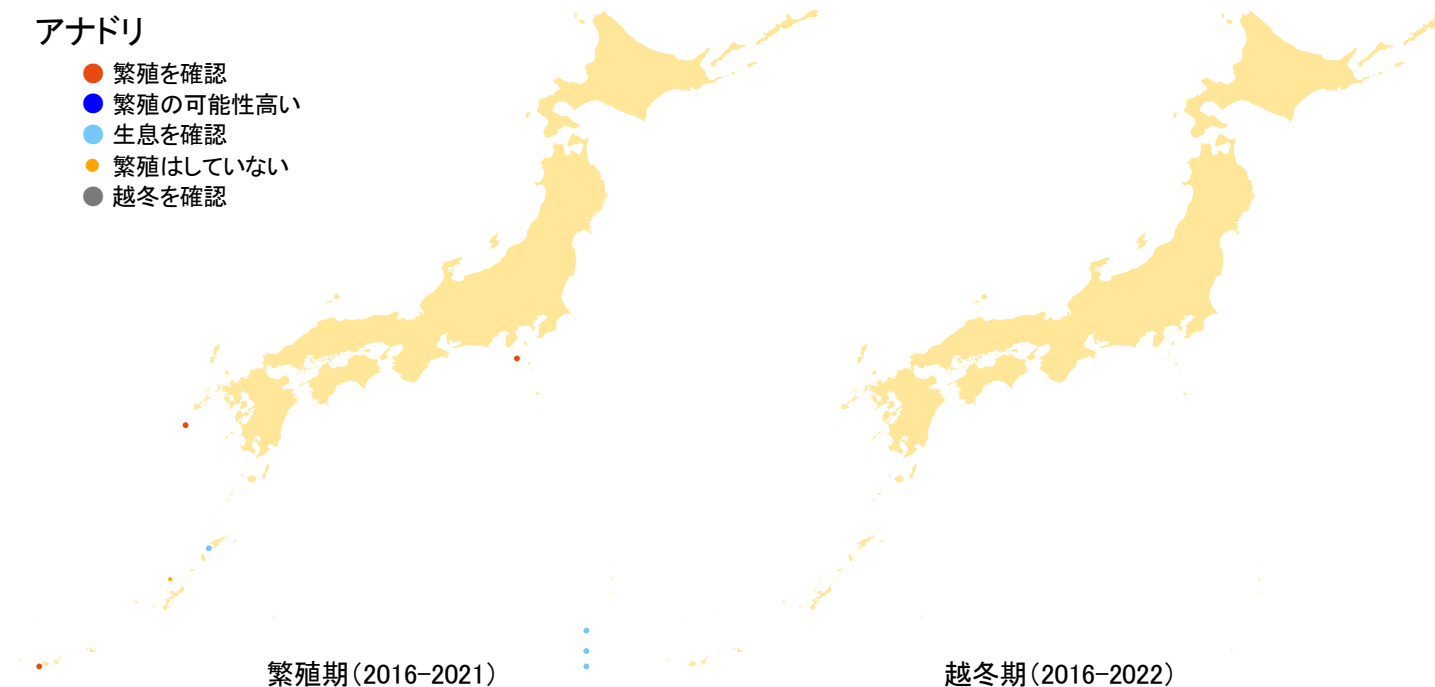 アナドリ
繁殖を確認
繁殖の可能性高い
生息を確認
繁殖はしていない
越冬を確認
繁殖期(2016-2021)
越冬期(2016-2022)